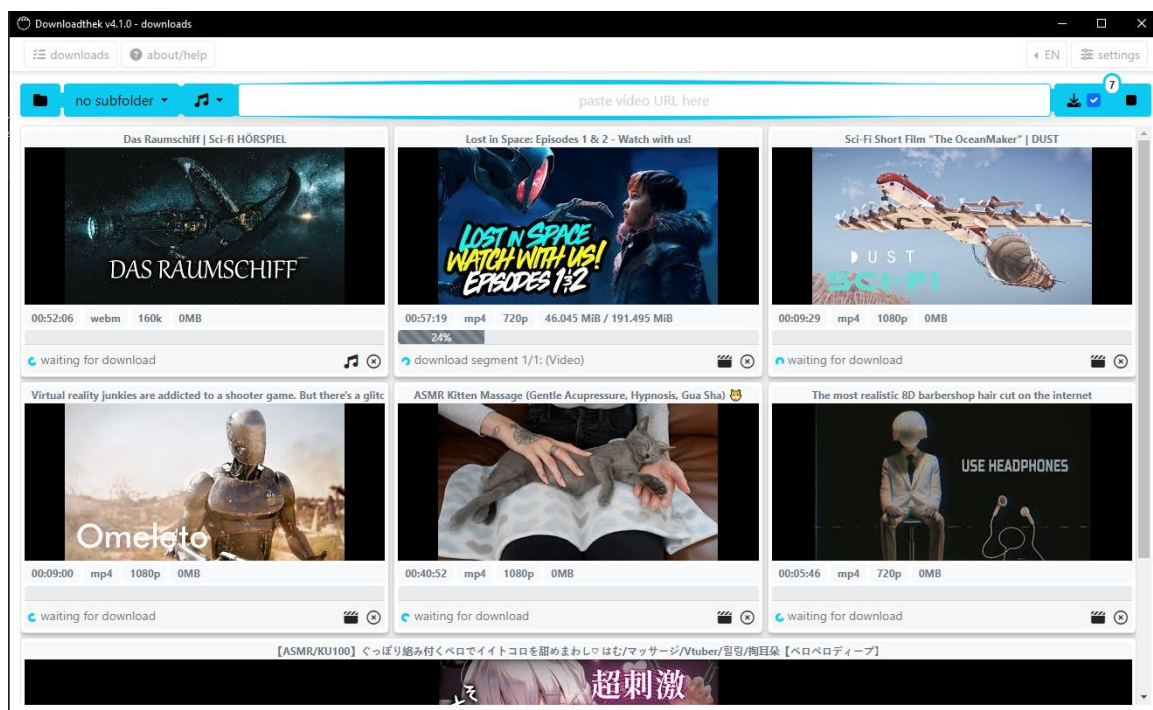 Downloadthek v4.1.0 - downloads
downloads
about/help
EN
settings
no subfolder
paste video URL here
7
Das Raumschiff | Sci-fi HÖRSPIEL
DAS RAUMSCHIFF
00:52:06 webm 160k 0MB
waiting for download
Lost in Space: Episodes 1 & 2 - Watch with us!
LOST IN SPACE
WATCH WITH US!
EPISODES 1&2
00:57:19 mp4 720p 46.045 MiB / 191.495 MiB
24%
download segment 1/1: (Video)
Sci-Fi Short Film “The OceanMaker" | DUST
DUST
SCI-FI
00:09:29 mp4 1080p 0MB
waiting for download
Virtual reality junkies are addicted to a shooter game. But there's a glitc
Omeleto
00:09:00 mp4 1080p 0MB
waiting for download
ASMR Kitten Massage (Gentle Acupressure, Hypnosis, Gua Sha) 🐱
00:40:52 mp4 1080p 0MB
waiting for download
The most realistic 8D barbershop hair cut on the internet
USE HEADPHONES
00:05:46 mp4 720p 0MB
waiting for download
【ASMR/KU100】ぐっぽり絡み付くベロでイイトコロを甜めまわし♡はむ/マッサージ/Vtuber/힐링/掏耳朵【ベロベロディープ】
超刺激